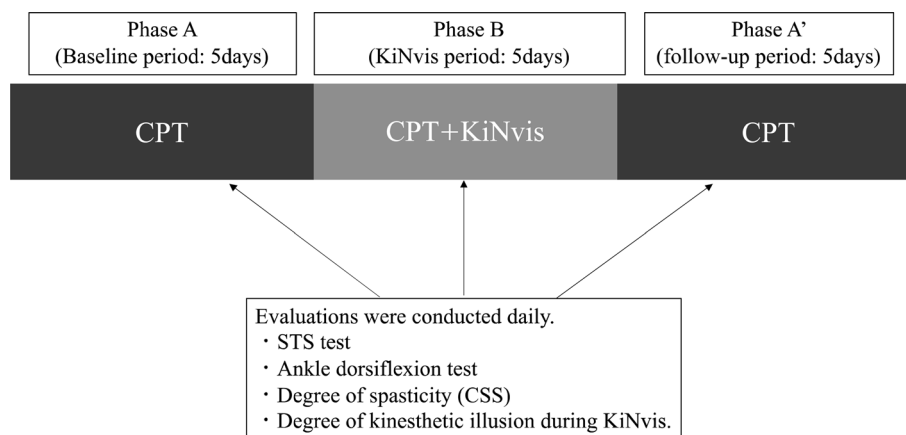 Phase A
(Baseline period: 5days)
Phase B
(KiNvis period: 5days)
Phase A’
(follow-up period: 5days)
CPT
CPT+KiNvis
CPT
Evaluations were conducted daily.
・STS test
・Ankle dorsiflexion test
・Degree of spasticity (CSS)
・Degree of kinesthetic illusion during KiNvis.